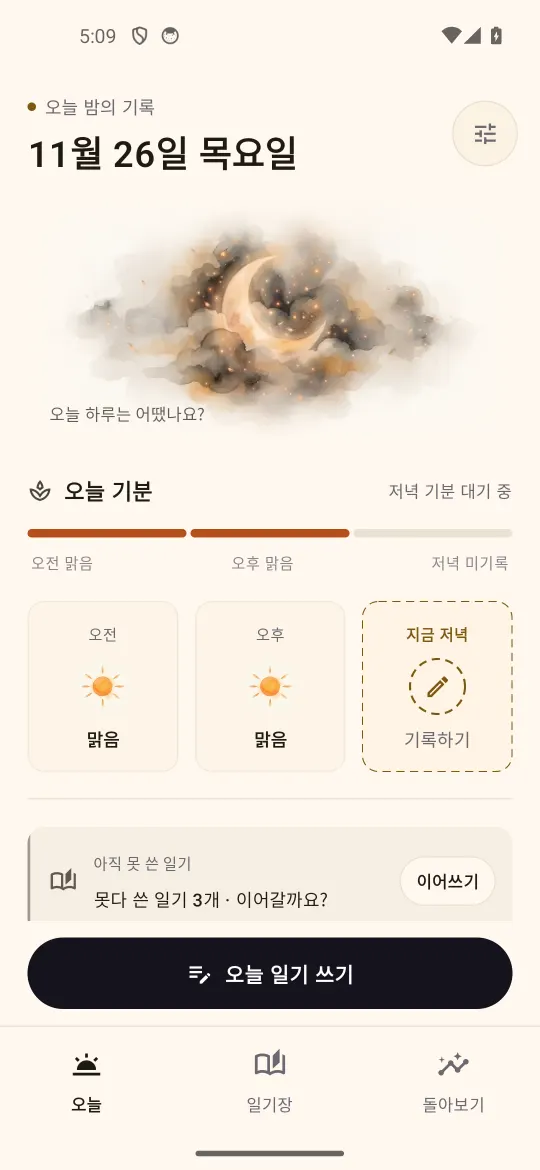 5:09
오늘 밤의 기록
11월 26일 목요일
오늘 하루는 어땠나요?
오늘 기분
저녁 기분 대기 중
오전 맑음
오후 맑음
저녁 미기록
오전
오후
지금 저녁
맑음
맑음
기록하기
아직 못 쓴 일기
못다 쓴 일기 3개 · 이어갈까요?
이어쓰기
오늘 일기 쓰기
오늘
일기장
돌아보기